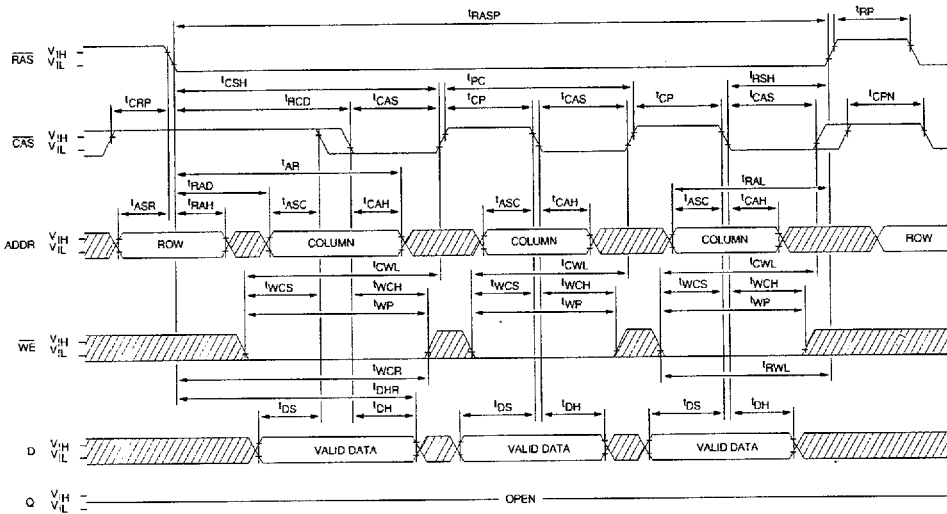 tRASP
tRP
RAS
VIH
VIL
tCSH
tPC
tRSH
tCRP
tRCD
tCAS
tCP
tCAS
tCP
tCAS
tCPN
CAS
VIH
VIL
tAR
tRAD
tRAL
tASR
tRAH
tASC
tCAH
tASC
tCAH
tASC
tCAH
ADDR
VIH
VIL
ROW
COLUMN
COLUMN
COLUMN
ROW
tCWL
tCWL
tCWL
tWCS
tWCH
tWCS
tWCH
tWCS
tWCH
tWP
tWP
tWP
WE
VIH
VIL
tWCR
tRWL
tDHR
tDS
tDH
tDS
tDH
tDS
tDH
D
VIH
VIL
VALID DATA
VALID DATA
VALID DATA
Q
VIH
VIL
OPEN